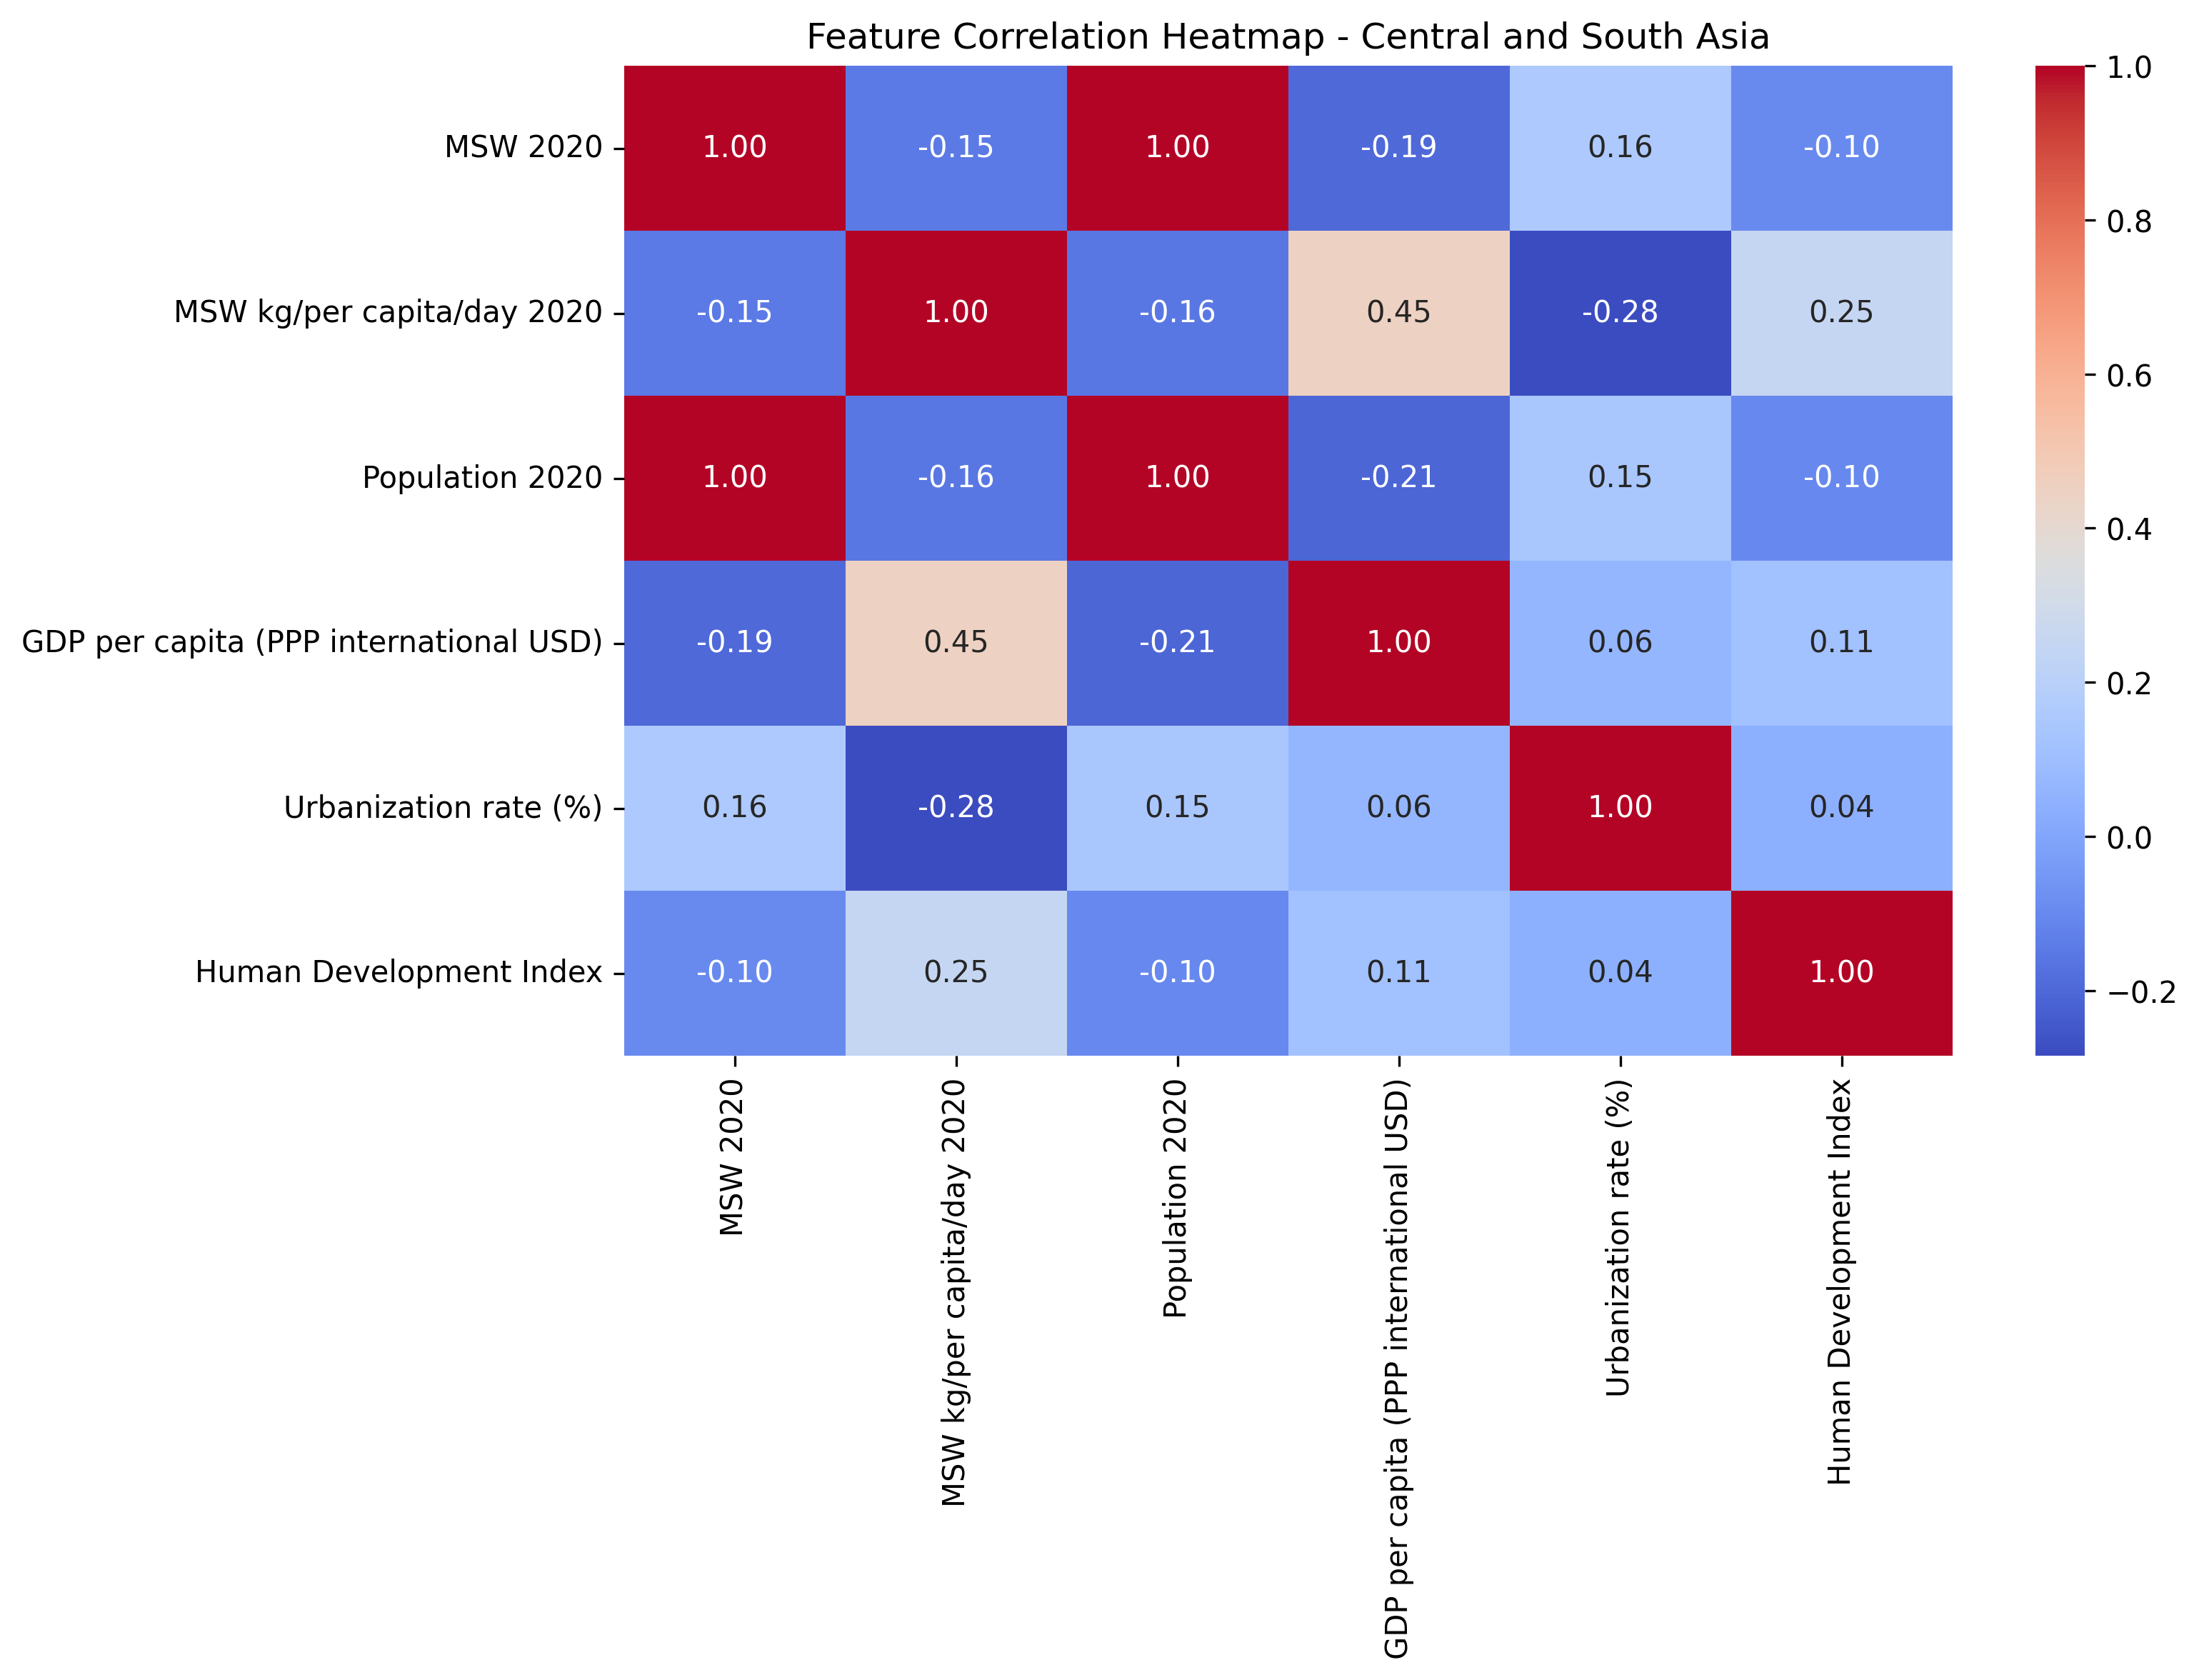 Feature Correlation Heatmap - Central and South Asia
MSW 2020 1.00 -0.15 1.00 -0.19 0.16 -0.10
MSW kg/per capita/day 2020 -0.15 1.00 -0.16 0.45 -0.28 0.25
Population 2020 1.00 -0.16 1.00 -0.21 0.15 -0.10
GDP per capita (PPP international USD) -0.19 0.45 -0.21 1.00 0.06 0.11
Urbanization rate (%) 0.16 -0.28 0.15 0.06 1.00 0.04
Human Development Index -0.10 0.25 -0.10 0.11 0.04 1.00
MSW 2020
MSW kg/per capita/day 2020
Population 2020
GDP per capita (PPP international USD)
Urbanization rate (%)
Human Development Index
1.0
0.8
0.6
0.4
0.2
0.0
−0.2